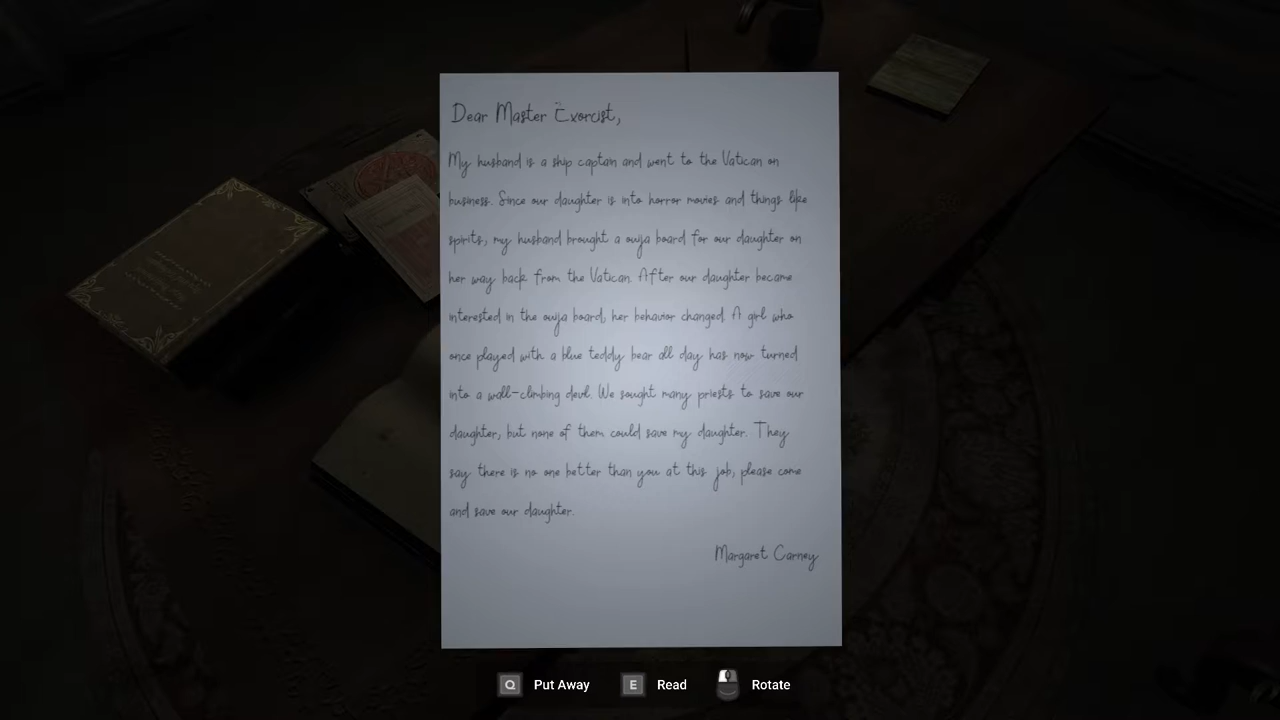 Dear Master Exorcist,
My husband is a ship captain and went to the Vatican on
business. Since our daughter is into horror movies and things like
spirits, my husband brought a ouija board for our daughter on
her way back from the Vatican. After our daughter became
interested in the ouija board, her behavior changed. A girl who
once played with a blue teddy bear all day has now turned
into a wall-climbing devil. We sought many priests to save our
daughter, but none of them could save my daughter. They
say there is no one better than you at this job, please come
and save our daughter.
Margaret Carney
Q Put Away E Read Rotate